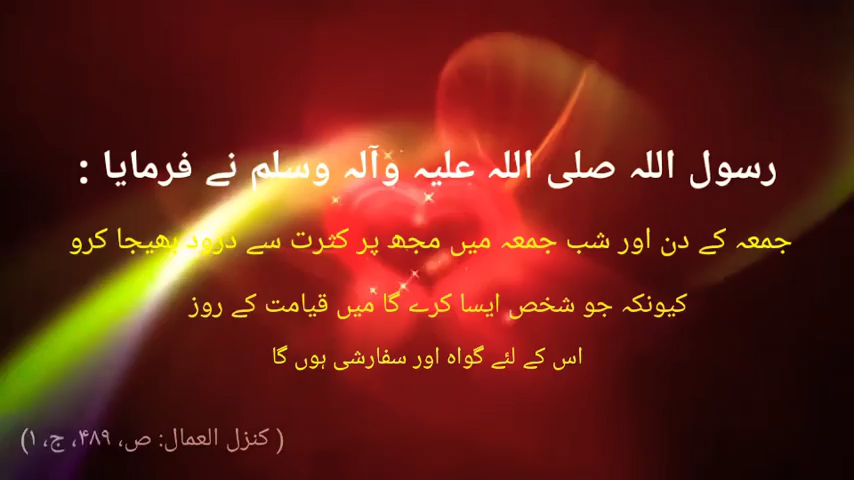 رسول اللہ صلی اللہ علیہ وآلہ وسلم نے فرمایا :
جمعہ کے دن اور شب جمعہ میں مجھ پر کثرت سے درود بھیجا کرو
کیونکہ جو شخص ایسا کرے گا میں قیامت کے روز
اس کے لئے گواہ اور سفارشی ہوں گا
( کنزل العمال: ص، ۴۸۹، ج، ۱)